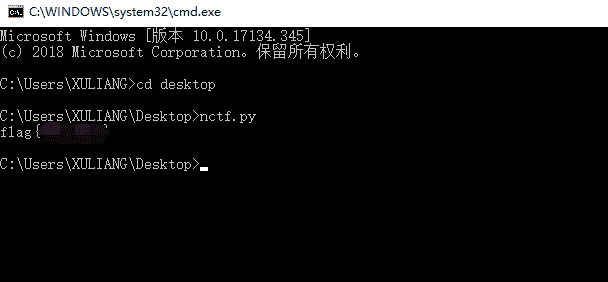 C:\WINDOWS\system32\cmd.exe
Microsoft Windows [版本 10.0.17134.345]
(c) 2018 Microsoft Corporation。保留所有权利。
C:\Users\XULIANG>cd desktop
C:\Users\XULIANG\Desktop>nctf.py
flag{ }
C:\Users\XULIANG\Desktop>